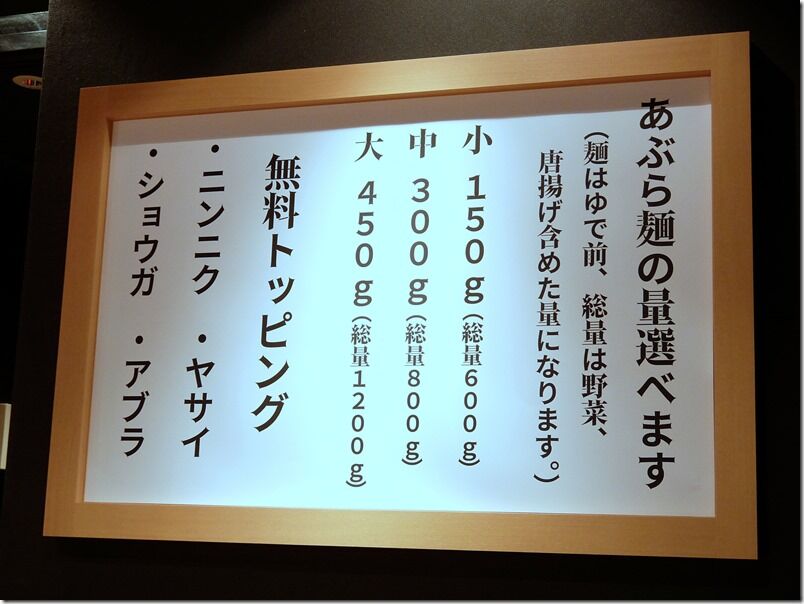 あぶら麺の量選べます
(麺はゆで前、総量は野菜、
唐揚げ含めた量になります。)
小 150g(総量600g)
中 300g(総量800g)
大 450g(総量1200g)
無料トッピング
・ニンニク ・ヤサイ
・ショウガ ・アブラ